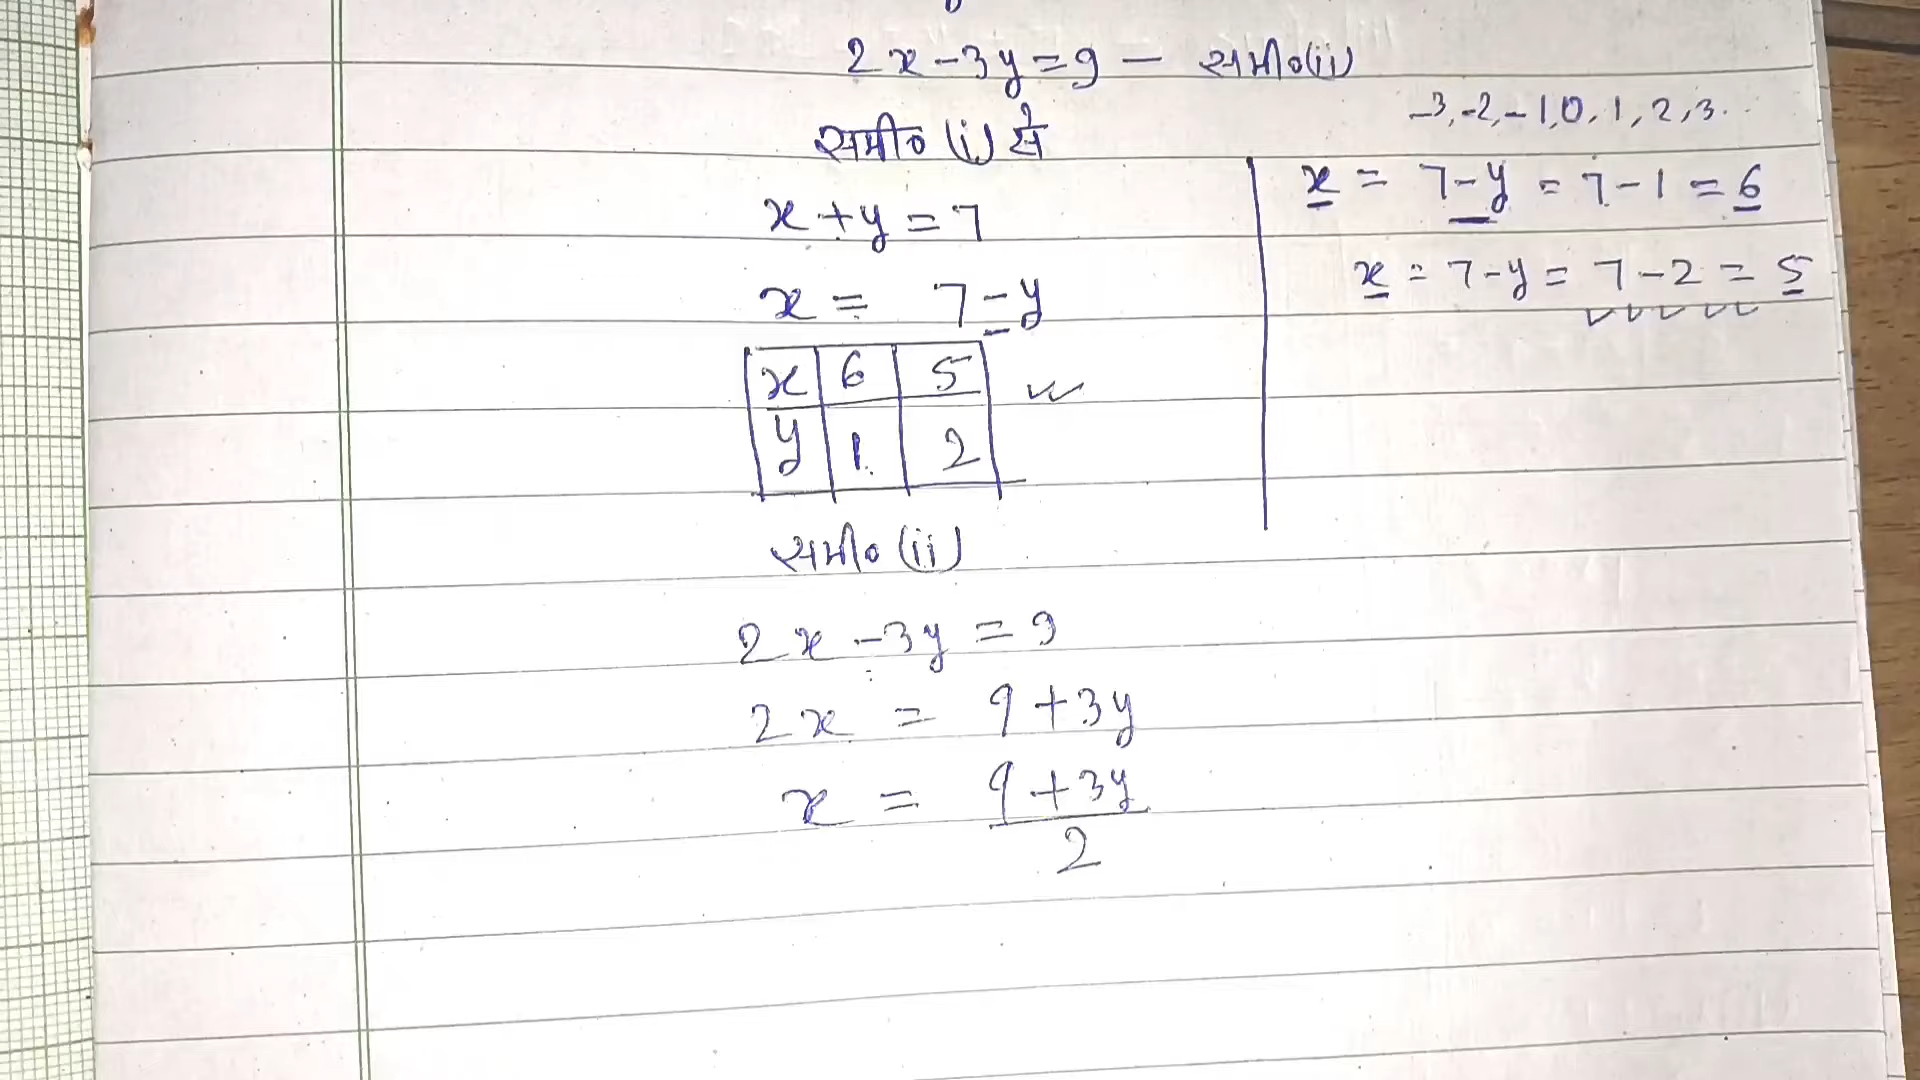 2x - 3y = 9 — समी०(ii)
-3, -2, -1, 0, 1, 2, 3..
समी० (i) से
x + y = 7
x = 7 - y
x = 7 - y = 7 - 1 = 6
x = 7 - y = 7 - 2 = 5
x 6 5
y 1 2
समी० (ii)
2x - 3y = 9
2x = 9 + 3y
x = 9 + 3y
2